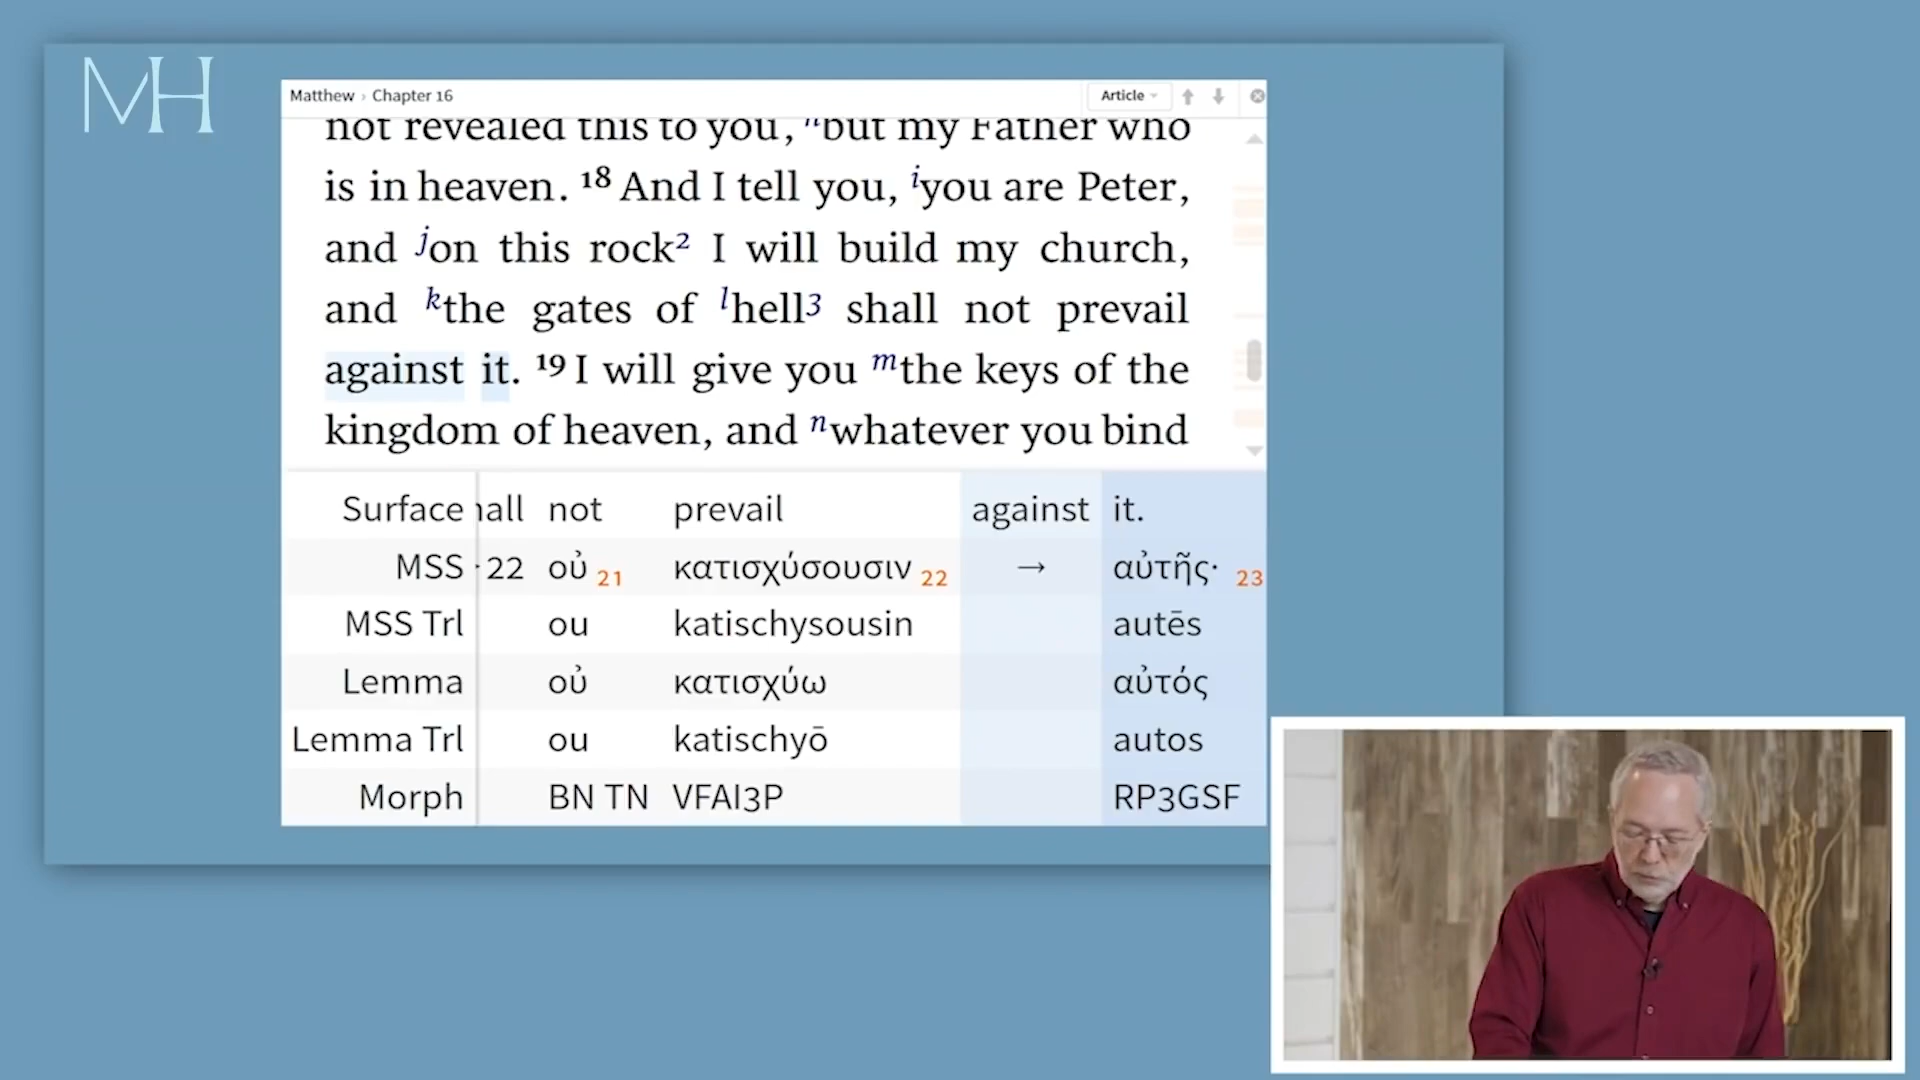 MH
Matthew › Chapter 16
Article
not revealed this to you, hbut my Father who
is in heaven. 18 And I tell you, iyou are Peter,
and jon this rock2 I will build my church,
and kthe gates of lhell3 shall not prevail
against it. 19 I will give you mthe keys of the
kingdom of heaven, and nwhatever you bind
Surface hall not prevail against it.
MSS · 22 οὐ 21 κατισχύσουσιν 22 → αὐτῆς· 23
MSS Trl ou katischysousin autēs
Lemma οὐ κατισχύω αὐτός
Lemma Trl ou katischyō autos
Morph BN TN VFAI3P RP3GSF